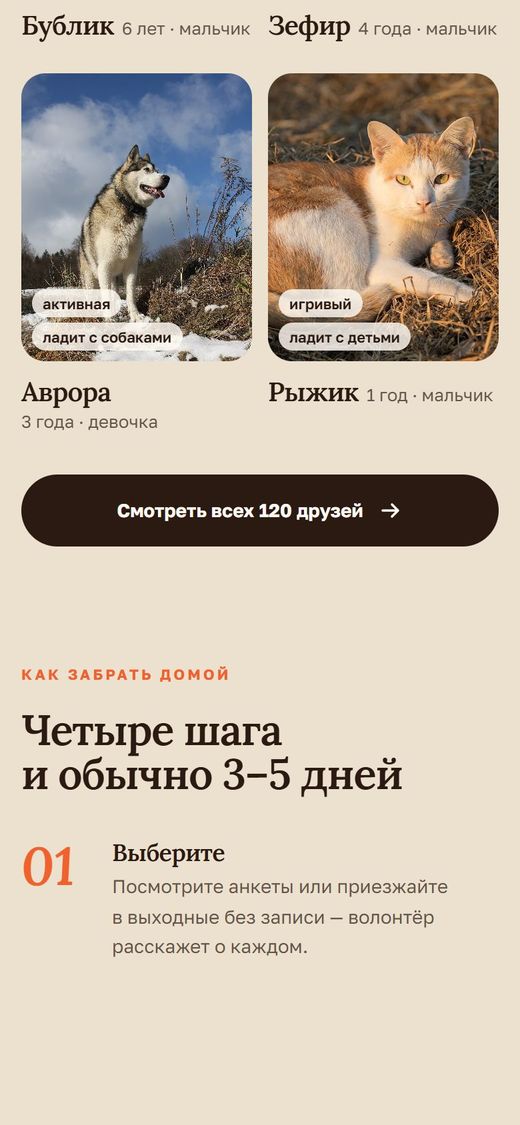 Бублик 6 лет · мальчик
Зефир 4 года · мальчик
активная
ладит с собаками
игривый
ладит с детьми
Аврора
3 года · девочка
Рыжик 1 год · мальчик
Смотреть всех 120 друзей →
КАК ЗАБРАТЬ ДОМОЙ
Четыре шага
и обычно 3–5 дней
01
Выберите
Посмотрите анкеты или приезжайте
в выходные без записи — волонтёр
расскажет о каждом.